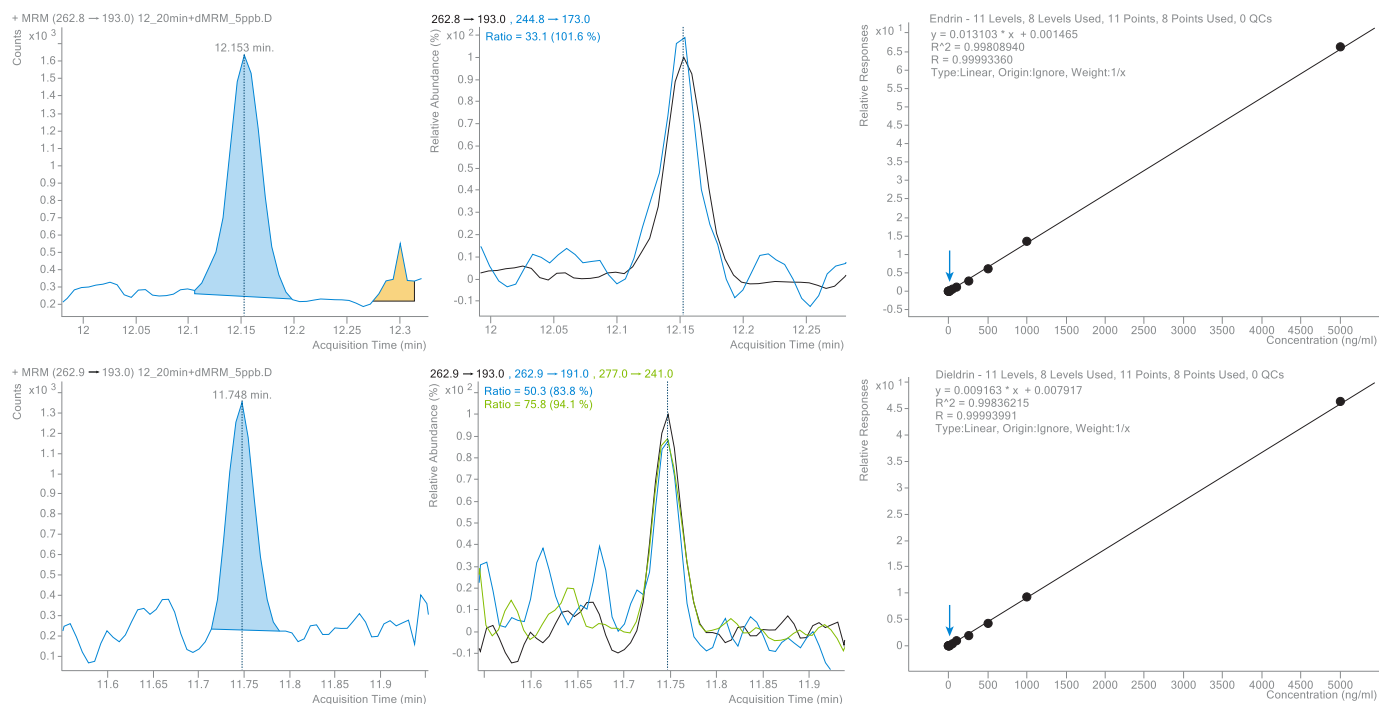 + MRM (262.8 → 193.0) 12_20min+dMRM_5ppb.D
Counts
x10 3
12.153 min.
1.6
1.5
1.4
1.3
1.2
1.1
1
0.9
0.8
0.7
0.6
0.5
0.4
0.3
0.2
12 12.05 12.1 12.15 12.2 12.25 12.3
Acquisition Time (min)
262.8 → 193.0 , 244.8 → 173.0
Relative Abundance (%)
x10 2
Ratio = 33.1 (101.6 %)
1
0.9
0.8
0.7
0.6
0.5
0.4
0.3
0.2
0.1
0
-0.1
12 12.05 12.1 12.15 12.2 12.25
Acquisition Time (min)
Endrin - 11 Levels, 8 Levels Used, 11 Points, 8 Points Used, 0 QCs
Relative Responses
x10 1
y = 0.013103 * x + 0.001465
R^2 = 0.99808940
R = 0.99993360
Type:Linear, Origin:Ignore, Weight:1/x
6.5
6
5.5
5
4.5
4
3.5
3
2.5
2
1.5
1
0.5
0
-0.5
0 500 1000 1500 2000 2500 3000 3500 4000 4500 5000
Concentration (ng/ml)
+ MRM (262.9 → 193.0) 12_20min+dMRM_5ppb.D
Counts
x10 3
11.748 min.
1.3
1.2
1.1
1
0.9
0.8
0.7
0.6
0.5
0.4
0.3
0.2
0.1
11.6 11.65 11.7 11.75 11.8 11.85 11.9
Acquisition Time (min)
262.9 → 193.0 , 262.9 → 191.0 , 277.0 → 241.0
Relative Abundance (%)
x10 2
Ratio = 50.3 (83.8 %)
Ratio = 75.8 (94.1 %)
1
0.9
0.8
0.7
0.6
0.5
0.4
0.3
0.2
0.1
0
-0.1
11.6 11.65 11.7 11.75 11.8 11.85 11.9
Acquisition Time (min)
Dieldrin - 11 Levels, 8 Levels Used, 11 Points, 8 Points Used, 0 QCs
Relative Responses
x10 1
y = 0.009163 * x + 0.007917
R^2 = 0.99836215
R = 0.99993991
Type:Linear, Origin:Ignore, Weight:1/x
4.5
4
3.5
3
2.5
2
1.5
1
0.5
0
0 500 1000 1500 2000 2500 3000 3500 4000 4500 5000
Concentration (ng/ml)